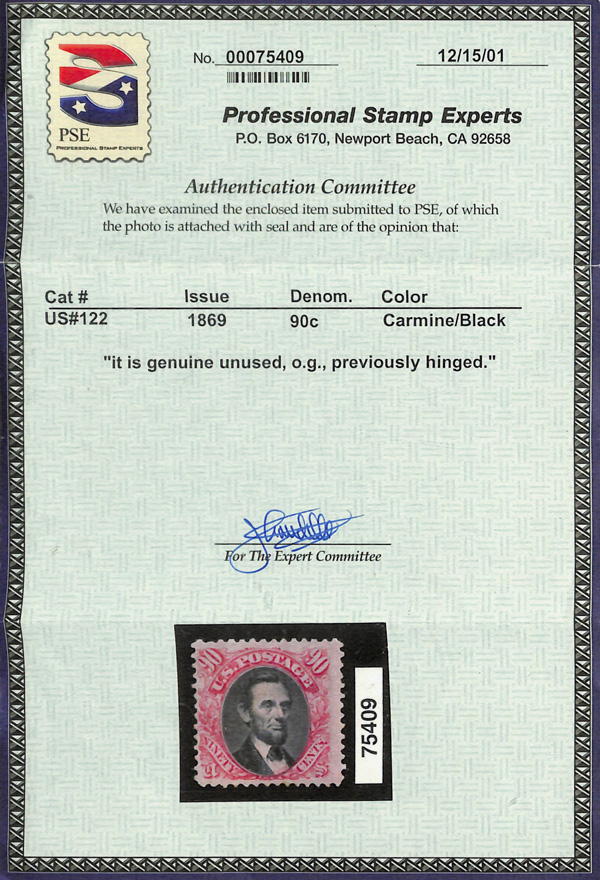 PSE
PROFESSIONAL STAMP EXPERTS
No. 00075409
12/15/01
Professional Stamp Experts
P.O. Box 6170, Newport Beach, CA 92658
Authentication Committee
We have examined the enclosed item submitted to PSE, of which
the photo is attached with seal and are of the opinion that:
Cat # Issue Denom. Color
US#122 1869 90c Carmine/Black
"it is genuine unused, o.g., previously hinged."
For The Expert Committee
90 90
U.S. POSTAGE
NINETY CENTS
75409